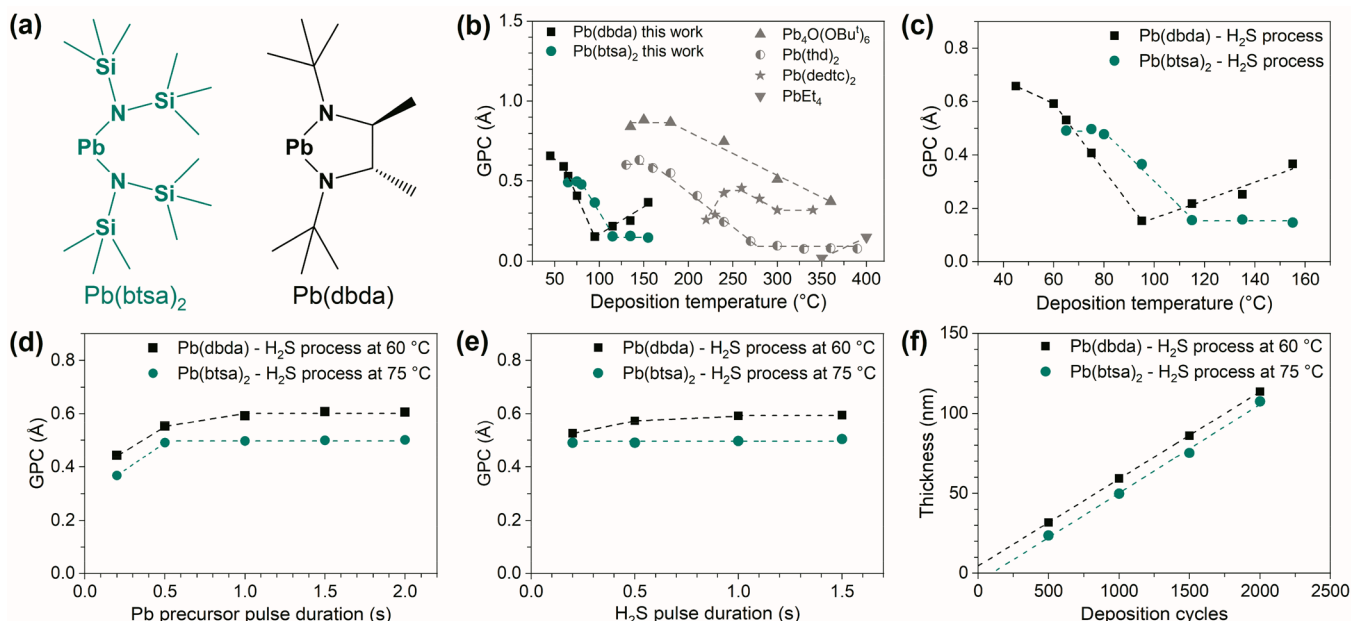 (a)
Si
Si
N
Pb
N
Si
Si
Pb(btsa)₂
N
Pb
N
Pb(dbda)
(b)
Pb(dbda) this work
Pb(btsa)₂ this work
Pb₄O(OBuᵗ)₆
Pb(thd)₂
Pb(dedtc)₂
PbEt₄
GPC (Å)
1.5
1.0
0.5
0.0
50 100 150 200 250 300 350 400
Deposition temperature (°C)
(c)
Pb(dbda) - H₂S process
Pb(btsa)₂ - H₂S process
GPC (Å)
0.8
0.6
0.4
0.2
0.0
40 60 80 100 120 140 160
Deposition temperature (°C)
(d)
Pb(dbda) - H₂S process at 60 °C
Pb(btsa)₂ - H₂S process at 75 °C
GPC (Å)
0.8
0.6
0.4
0.2
0.0
0.0 0.5 1.0 1.5 2.0
Pb precursor pulse duration (s)
(e)
Pb(dbda) - H₂S process at 60 °C
Pb(btsa)₂ - H₂S process at 75 °C
GPC (Å)
0.8
0.6
0.4
0.2
0.0
0.0 0.5 1.0 1.5
H₂S pulse duration (s)
(f)
Pb(dbda) - H₂S process at 60 °C
Pb(btsa)₂ - H₂S process at 75 °C
Thickness (nm)
150
100
50
0
0 500 1000 1500 2000 2500
Deposition cycles